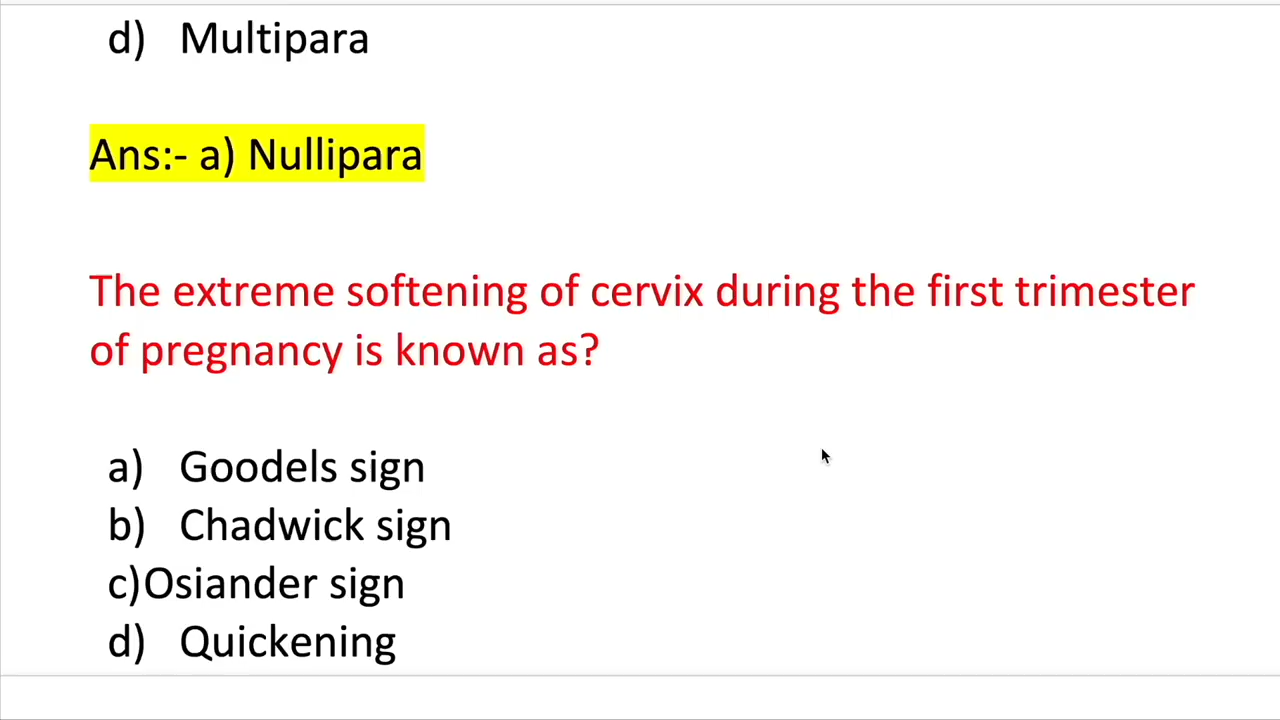 d) Multipara
Ans:- a) Nullipara
The extreme softening of cervix during the first trimester
of pregnancy is known as?
a) Goodels sign
b) Chadwick sign
c)Osiander sign
d) Quickening